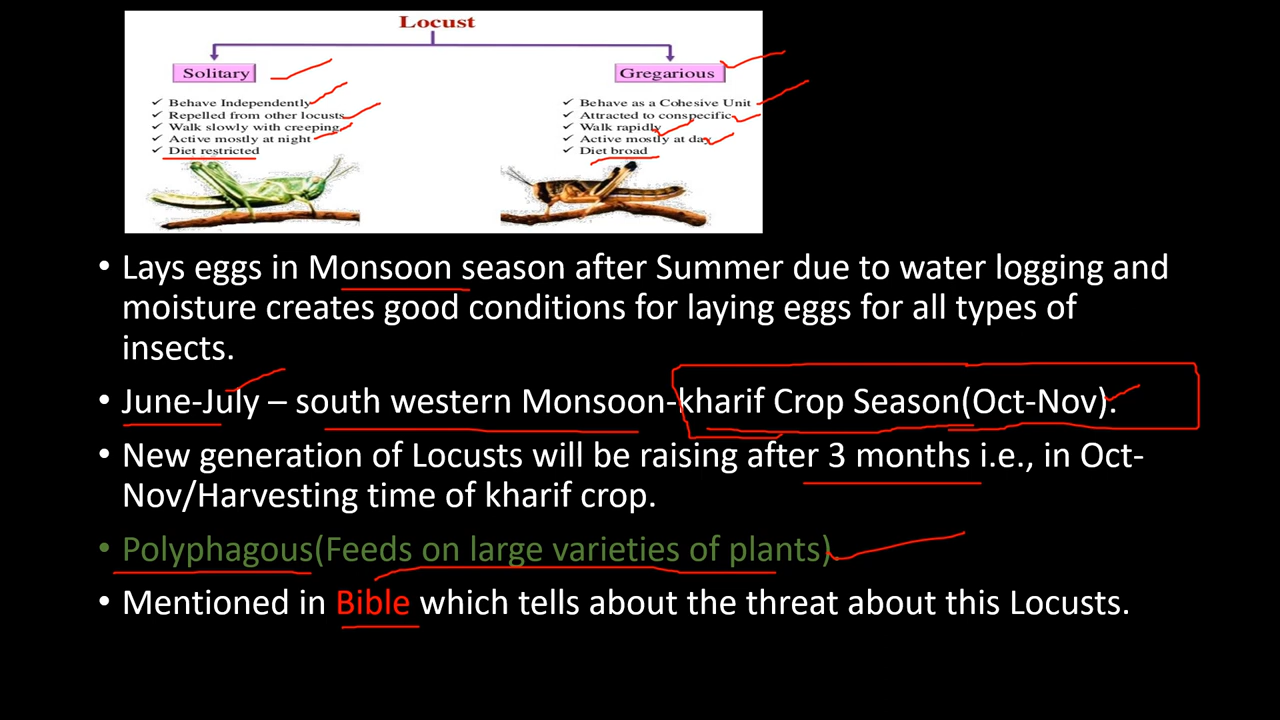 Locust
Solitary
✓ Behave Independently
✓ Repelled from other locusts
✓ Walk slowly with creeping
✓ Active mostly at night
✓ Diet restricted
Gregarious
✓ Behave as a Cohesive Unit
✓ Attracted to conspecific
✓ Walk rapidly
✓ Active mostly at day
✓ Diet broad
• Lays eggs in Monsoon season after Summer due to water logging and
moisture creates good conditions for laying eggs for all types of
insects.
• June-July – south western Monsoon-kharif Crop Season(Oct-Nov).
• New generation of Locusts will be raising after 3 months i.e., in Oct-
Nov/Harvesting time of kharif crop.
• Polyphagous(Feeds on large varieties of plants).
• Mentioned in Bible which tells about the threat about this Locusts.